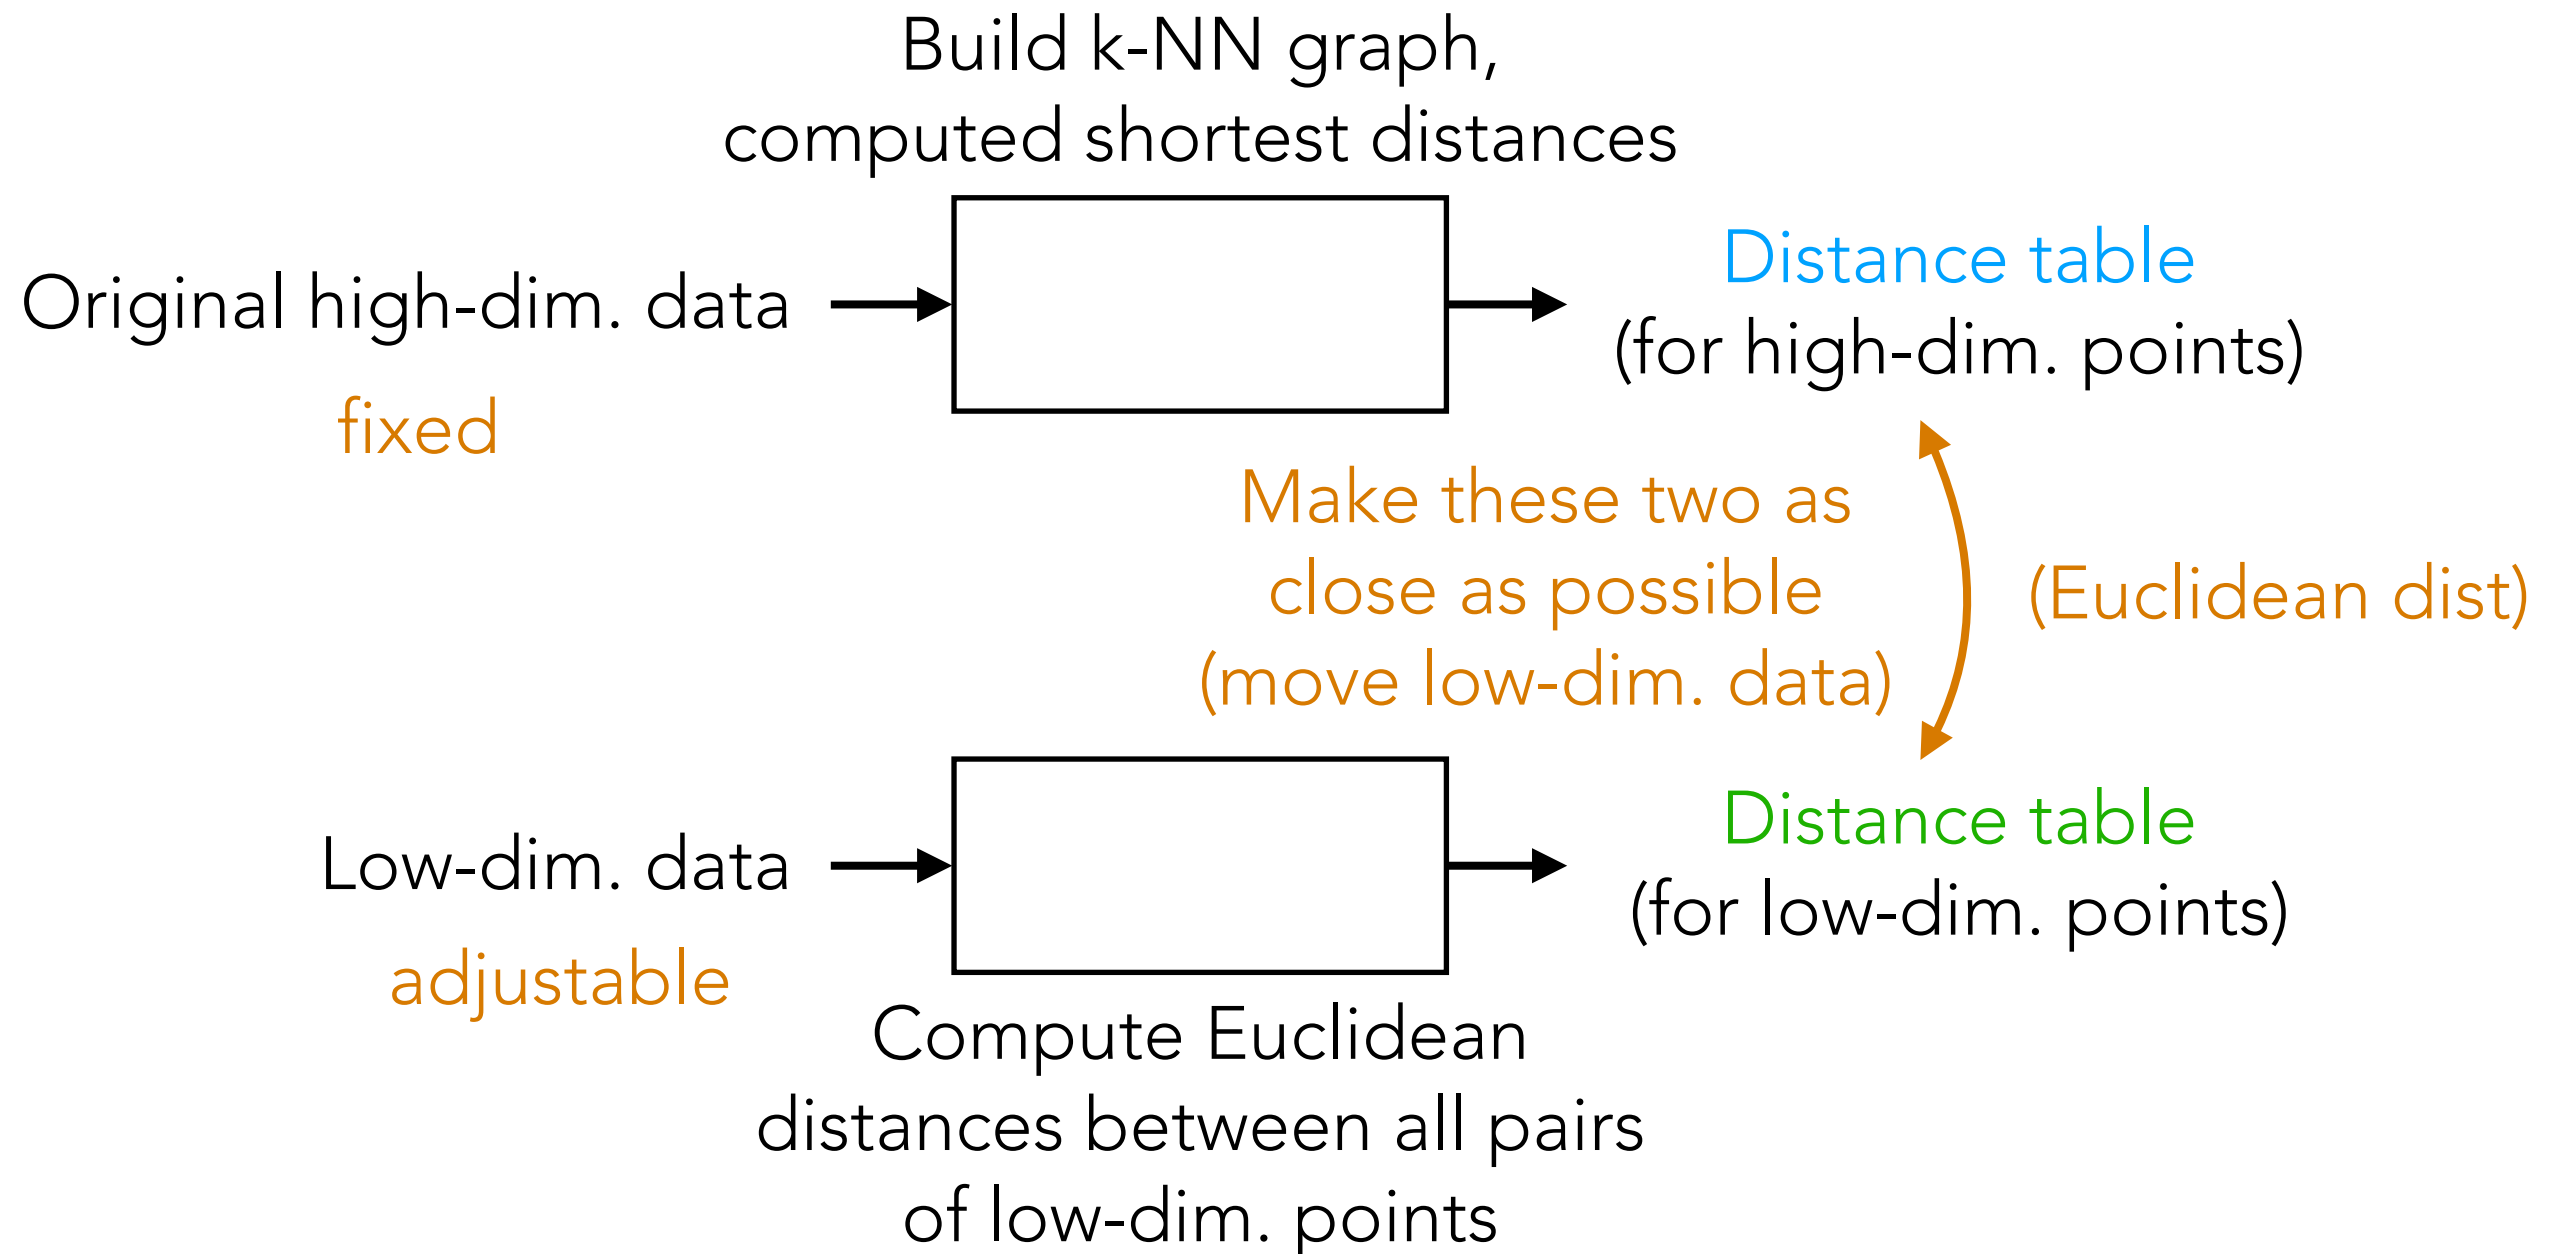 Build k-NN graph,
computed shortest distances
Original high-dim. data
fixed
Distance table
(for high-dim. points)
Make these two as
close as possible
(move low-dim. data)
(Euclidean dist)
Low-dim. data
adjustable
Distance table
(for low-dim. points)
Compute Euclidean
distances between all pairs
of low-dim. points